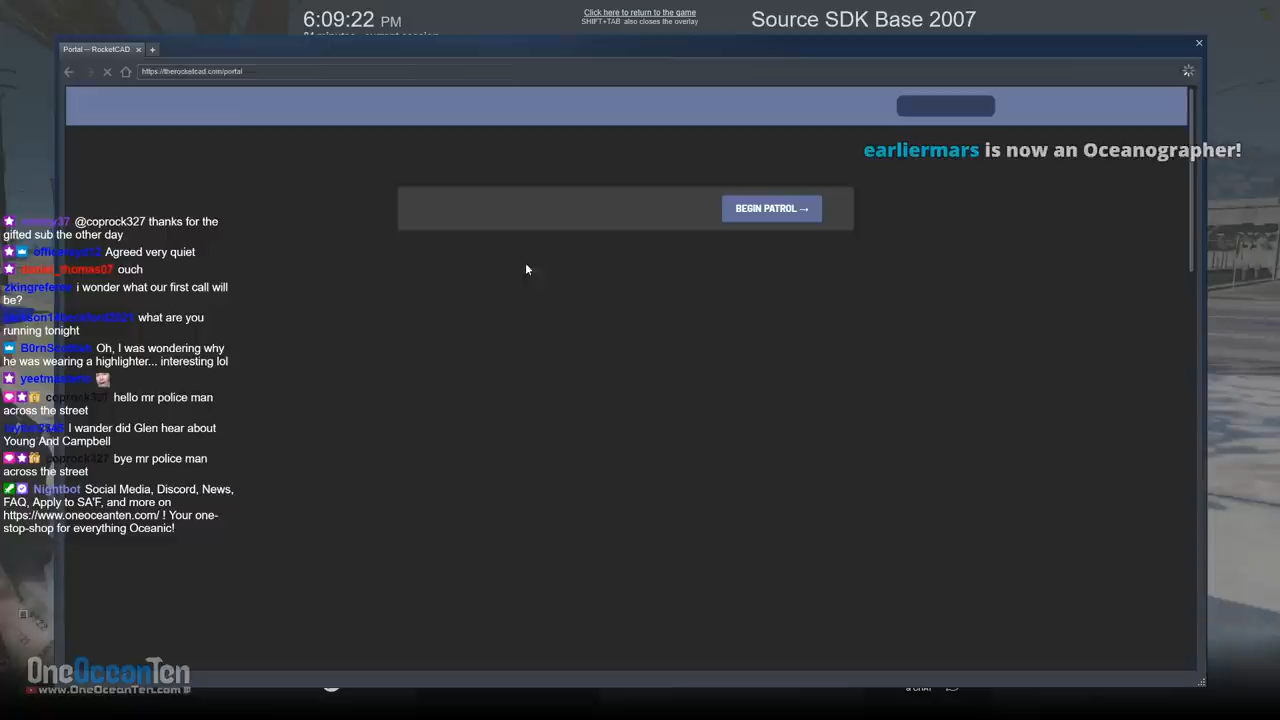 6:09:22 PM
Click here to return to the game
SHIFT+TAB also closes the overlay
Source SDK Base 2007
current session
Portal — RocketCAD
https://therocketcad.com/portal
earliermars is now an Oceanographer!
BEGIN PATROL →
@coprock327 thanks for the
gifted sub the other day
Agreed very quiet
ouch
i wonder what our first call will
be?
what are you
running tonight
Oh, I was wondering why
he was wearing a highlighter... interesting lol
coprock327 hello mr police man
across the street
I wander did Glen hear about
Young And Campbell
coprock327 bye mr police man
across the street
Nightbot Social Media, Discord, News,
FAQ, Apply to SA'F, and more on
https://www.oneoceanten.com/ ! Your one-
stop-shop for everything Oceanic!
OneOceanTen
www.OneOceanTen.com
& CHAT